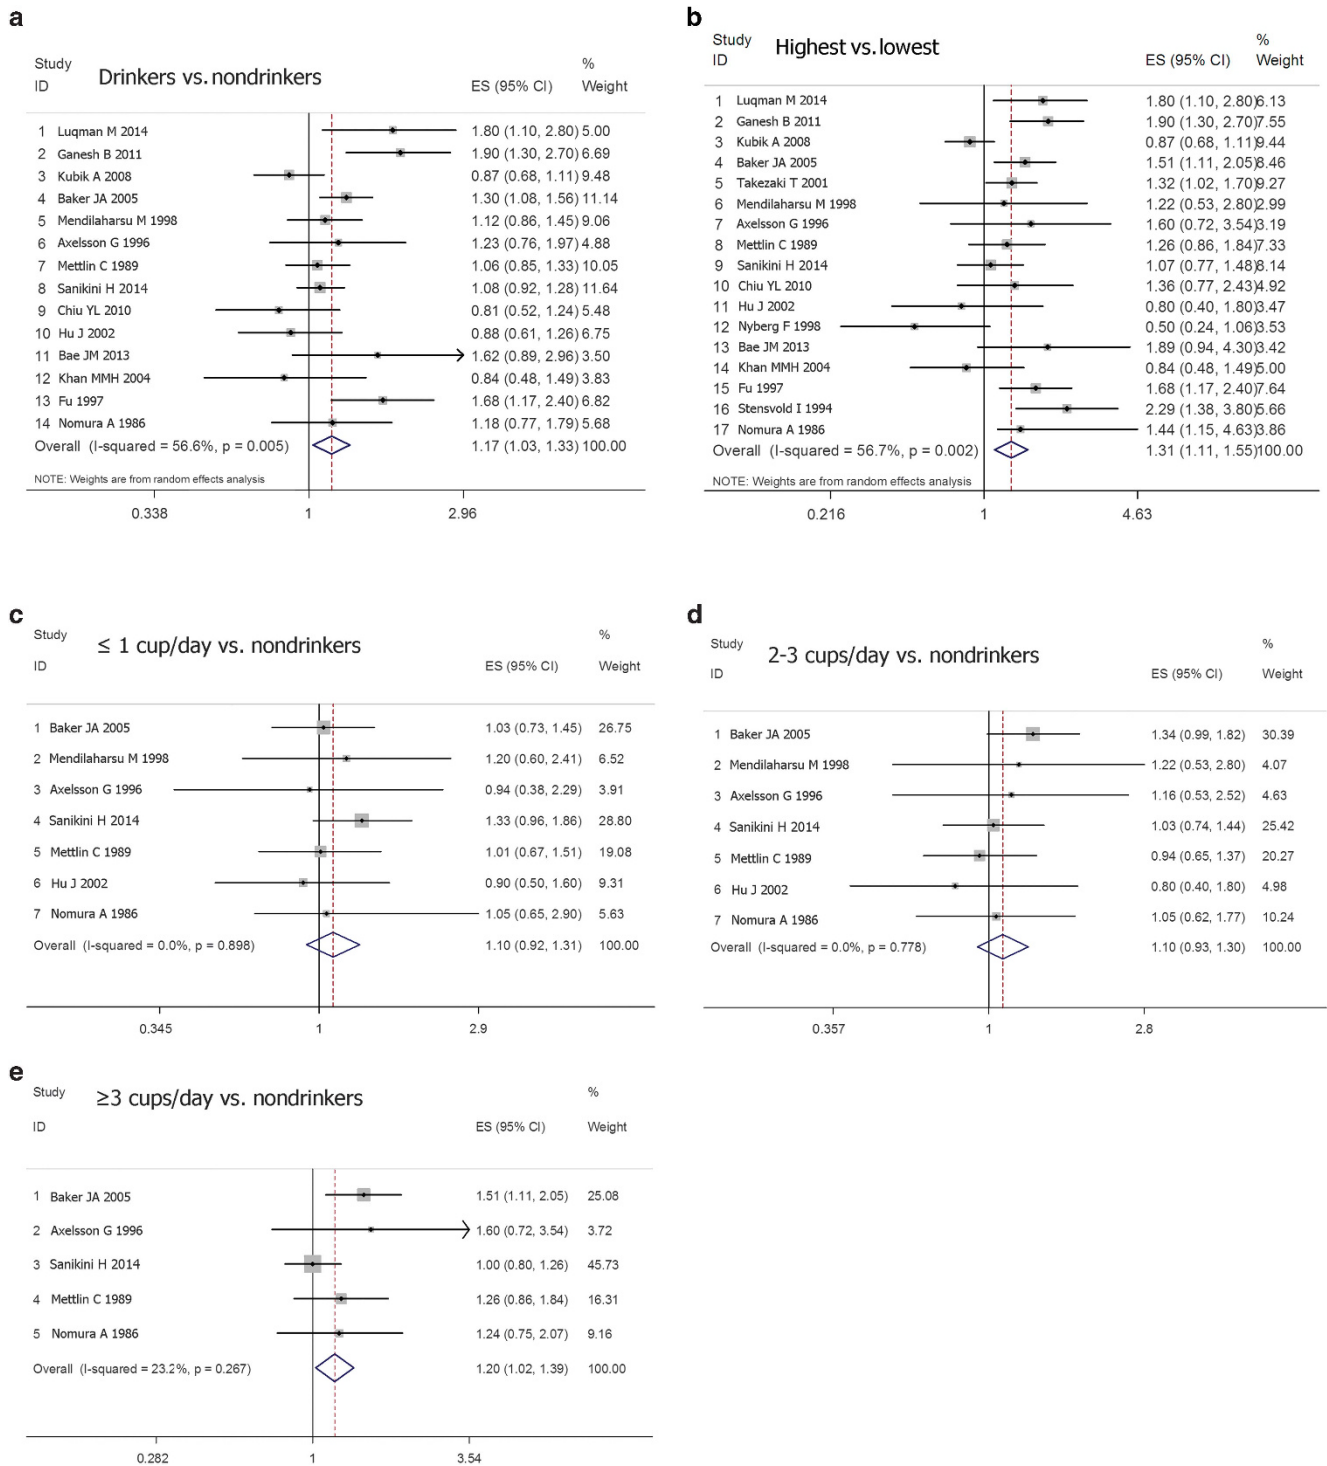 a
Study
Drinkers vs. nondrinkers
%
ID
ES (95% CI)
Weight
1 Luqman M 2014 1.80 (1.10, 2.80) 5.00
2 Ganesh B 2011 1.90 (1.30, 2.70) 6.69
3 Kubik A 2008 0.87 (0.68, 1.11) 9.48
4 Baker JA 2005 1.30 (1.08, 1.56) 11.14
5 Mendilaharsu M 1998 1.12 (0.86, 1.45) 9.06
6 Axelsson G 1996 1.23 (0.76, 1.97) 4.88
7 Mettlin C 1989 1.06 (0.85, 1.33) 10.05
8 Sanikini H 2014 1.08 (0.92, 1.28) 11.64
9 Chiu YL 2010 0.81 (0.52, 1.24) 5.48
10 Hu J 2002 0.88 (0.61, 1.26) 6.75
11 Bae JM 2013 1.62 (0.89, 2.96) 3.50
12 Khan MMH 2004 0.84 (0.48, 1.49) 3.83
13 Fu 1997 1.68 (1.17, 2.40) 6.82
14 Nomura A 1986 1.18 (0.77, 1.79) 5.68
Overall (I-squared = 56.6%, p = 0.005) 1.17 (1.03, 1.33) 100.00
NOTE: Weights are from random effects analysis
0.338 1 2.96
b
Study
Highest vs. lowest
%
ID
ES (95% CI)
Weight
1 Luqman M 2014 1.80 (1.10, 2.80) 6.13
2 Ganesh B 2011 1.90 (1.30, 2.70) 7.55
3 Kubik A 2008 0.87 (0.68, 1.11) 9.44
4 Baker JA 2005 1.51 (1.11, 2.05) 8.46
5 Takezaki T 2001 1.32 (1.02, 1.70) 9.27
6 Mendilaharsu M 1998 1.22 (0.53, 2.80) 2.99
7 Axelsson G 1996 1.60 (0.72, 3.54) 3.19
8 Mettlin C 1989 1.26 (0.86, 1.84) 7.33
9 Sanikini H 2014 1.07 (0.77, 1.48) 8.14
10 Chiu YL 2010 1.36 (0.77, 2.43) 4.92
11 Hu J 2002 0.80 (0.40, 1.80) 3.47
12 Nyberg F 1998 0.50 (0.24, 1.06) 3.53
13 Bae JM 2013 1.89 (0.94, 4.30) 3.42
14 Khan MMH 2004 0.84 (0.48, 1.49) 5.00
15 Fu 1997 1.68 (1.17, 2.40) 7.64
16 Stensvold I 1994 2.29 (1.38, 3.80) 5.66
17 Nomura A 1986 1.44 (1.15, 4.63) 3.86
Overall (I-squared = 56.7%, p = 0.002) 1.31 (1.11, 1.55) 100.00
NOTE: Weights are from random effects analysis
0.216 1 4.63
c
Study
≤ 1 cup/day vs. nondrinkers
%
ID
ES (95% CI)
Weight
1 Baker JA 2005 1.03 (0.73, 1.45) 26.75
2 Mendilaharsu M 1998 1.20 (0.60, 2.41) 6.52
3 Axelsson G 1996 0.94 (0.38, 2.29) 3.91
4 Sanikini H 2014 1.33 (0.96, 1.86) 28.80
5 Mettlin C 1989 1.01 (0.67, 1.51) 19.08
6 Hu J 2002 0.90 (0.50, 1.60) 9.31
7 Nomura A 1986 1.05 (0.65, 2.90) 5.63
Overall (I-squared = 0.0%, p = 0.898) 1.10 (0.92, 1.31) 100.00
0.345 1 2.9
d
Study
2-3 cups/day vs. nondrinkers
%
ID
ES (95% CI)
Weight
1 Baker JA 2005 1.34 (0.99, 1.82) 30.39
2 Mendilaharsu M 1998 1.22 (0.53, 2.80) 4.07
3 Axelsson G 1996 1.16 (0.53, 2.52) 4.63
4 Sanikini H 2014 1.03 (0.74, 1.44) 25.42
5 Mettlin C 1989 0.94 (0.65, 1.37) 20.27
6 Hu J 2002 0.80 (0.40, 1.80) 4.98
7 Nomura A 1986 1.05 (0.62, 1.77) 10.24
Overall (I-squared = 0.0%, p = 0.778) 1.10 (0.93, 1.30) 100.00
0.357 1 2.8
e
Study
≥3 cups/day vs. nondrinkers
%
ID
ES (95% CI)
Weight
1 Baker JA 2005 1.51 (1.11, 2.05) 25.08
2 Axelsson G 1996 1.60 (0.72, 3.54) 3.72
3 Sanikini H 2014 1.00 (0.80, 1.26) 45.73
4 Mettlin C 1989 1.26 (0.86, 1.84) 16.31
5 Nomura A 1986 1.24 (0.75, 2.07) 9.16
Overall (I-squared = 23.2%, p = 0.267) 1.20 (1.02, 1.39) 100.00
0.282 1 3.54